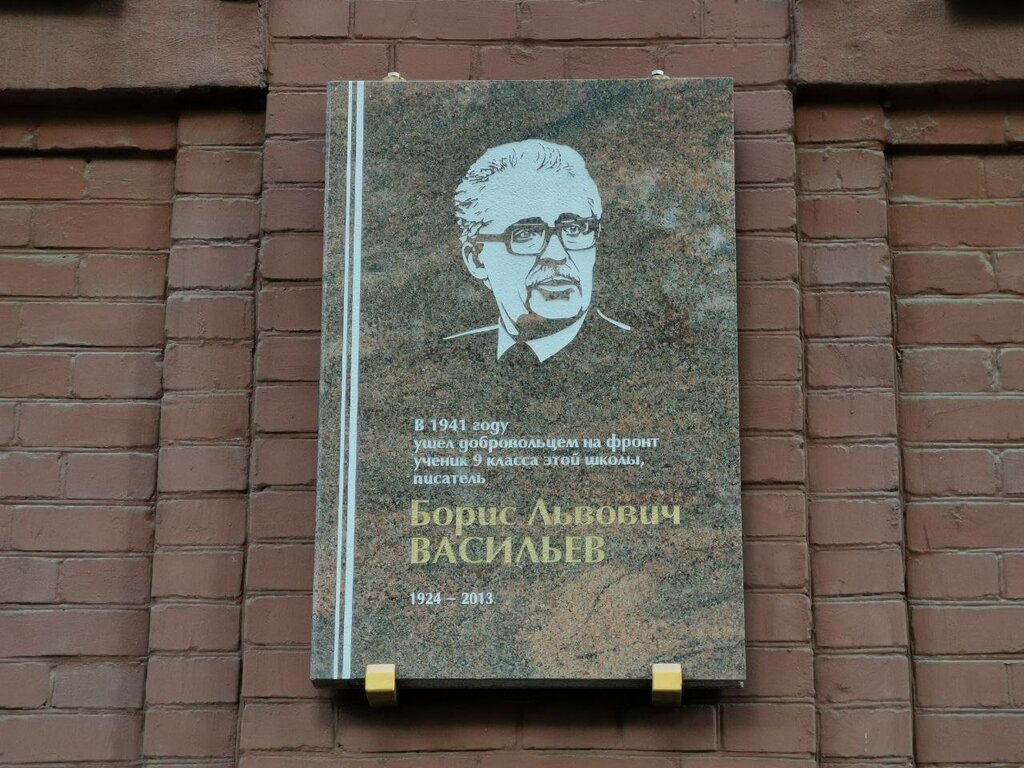 В 1941 году
ушел добровольцем на фронт
ученик 9 класса этой школы,
писатель
Борис Львович
ВАСИЛЬЕВ
1924 – 2013